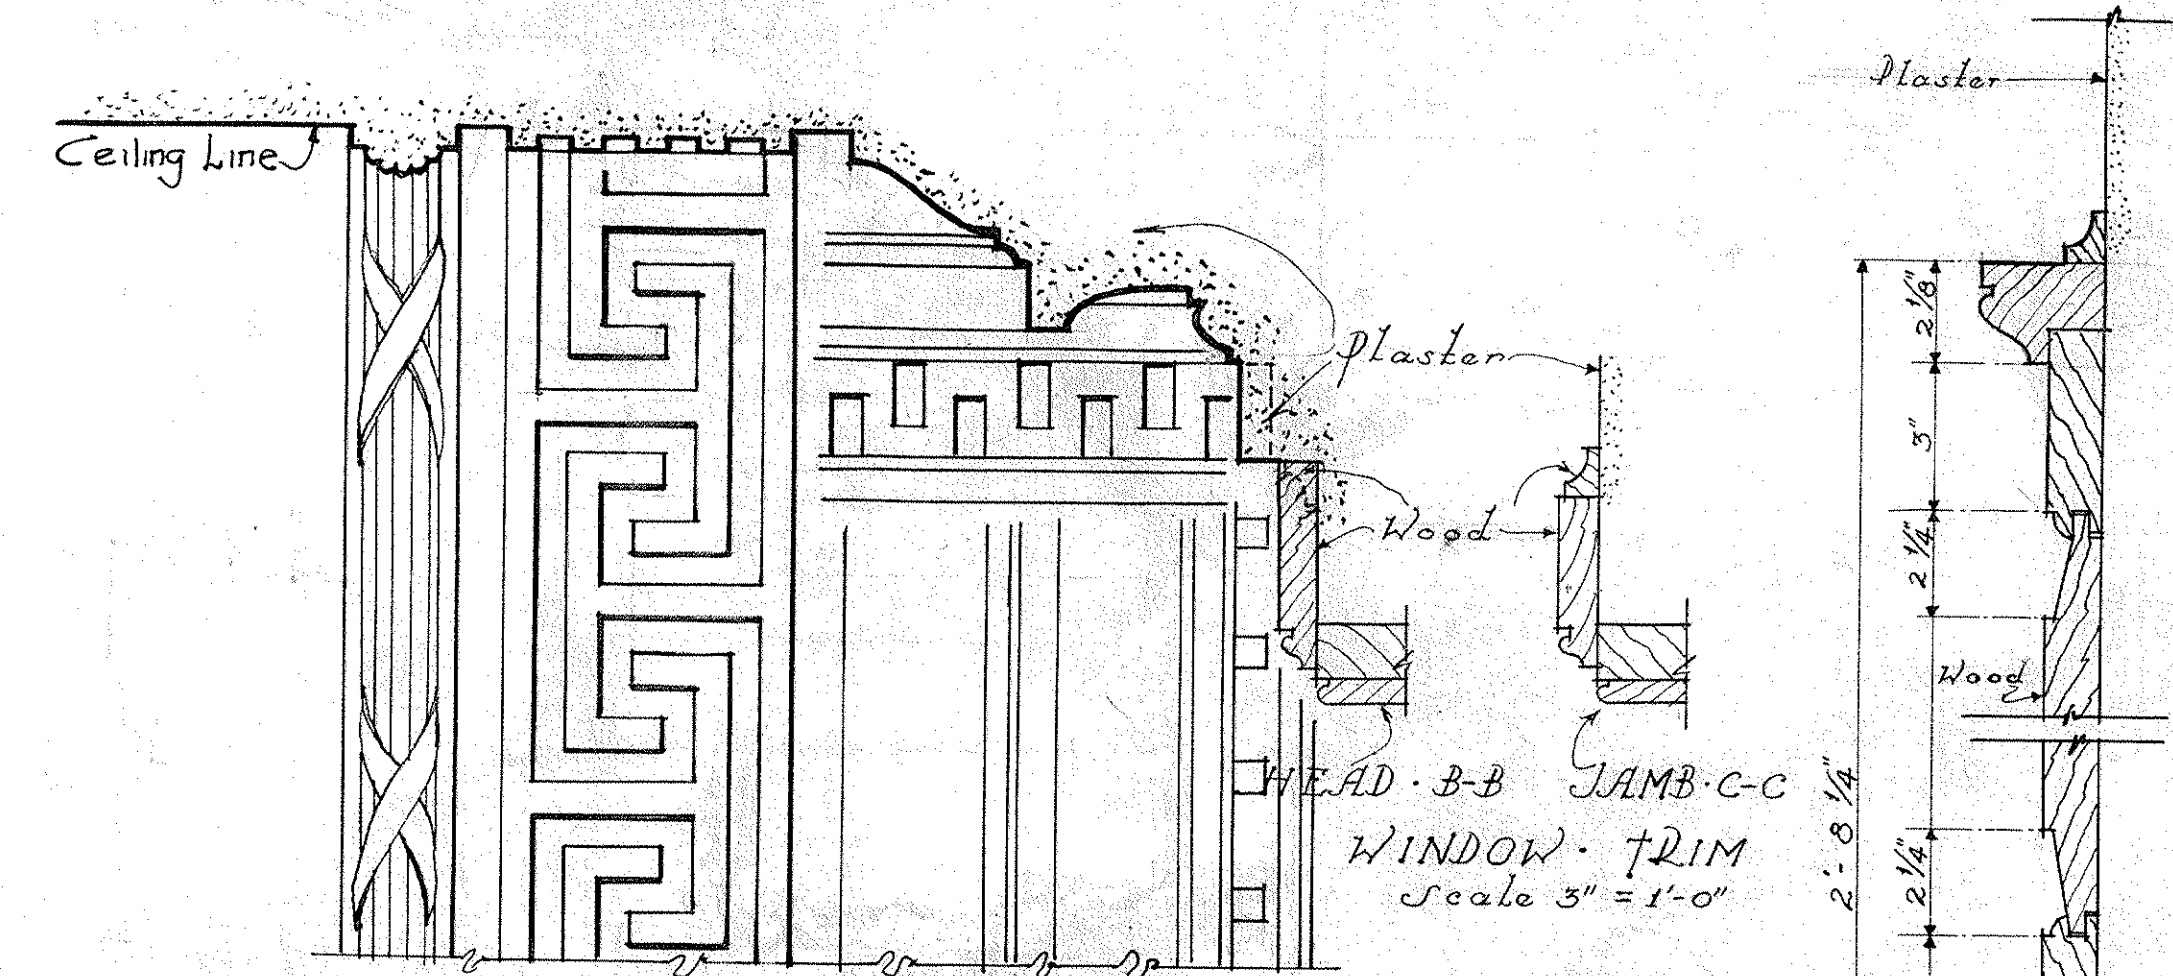 Plaster
Ceiling Line
2 1/8"
Plaster
3"
Wood
2 1/4"
Wood
HEAD · B-B
JAMB · C-C
WINDOW · TRIM
Scale 3" = 1'-0"
2'- 8 1/4"
2 1/4"